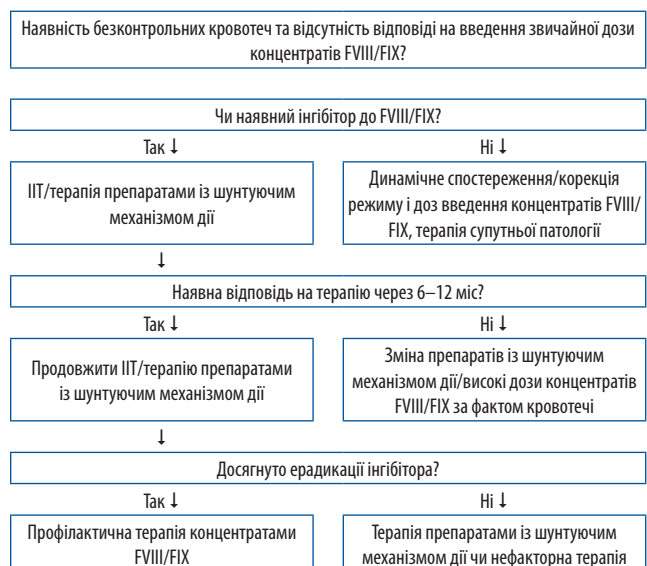 Наявність безконтрольних кровотеч та відсутність відповіді на введення звичайної дози
концентратів FVIII/FIX?
Чи наявний інгібітор до FVIII/FIX?
Так ↓
Ні ↓
ІІТ/терапія препаратами із шунтуючим
механізмом дії
Динамічне спостереження/корекція
режиму і доз введення концентратів FVIII/
FIX, терапія супутньої патології
↓
Наявна відповідь на терапію через 6–12 міс?
Так ↓
Ні ↓
Продовжити ІІТ/терапію препаратами
із шунтуючим механізмом дії
Зміна препаратів із шунтуючим
механізмом дії/високі дози концентратів
FVIII/FIX за фактом кровотечі
↓
Досягнуто ерадикації інгібітора?
Так ↓
Ні ↓
Профілактична терапія концентратами
FVIII/FIX
Терапія препаратами із шунтуючим
механізмом дії чи нефакторна терапія